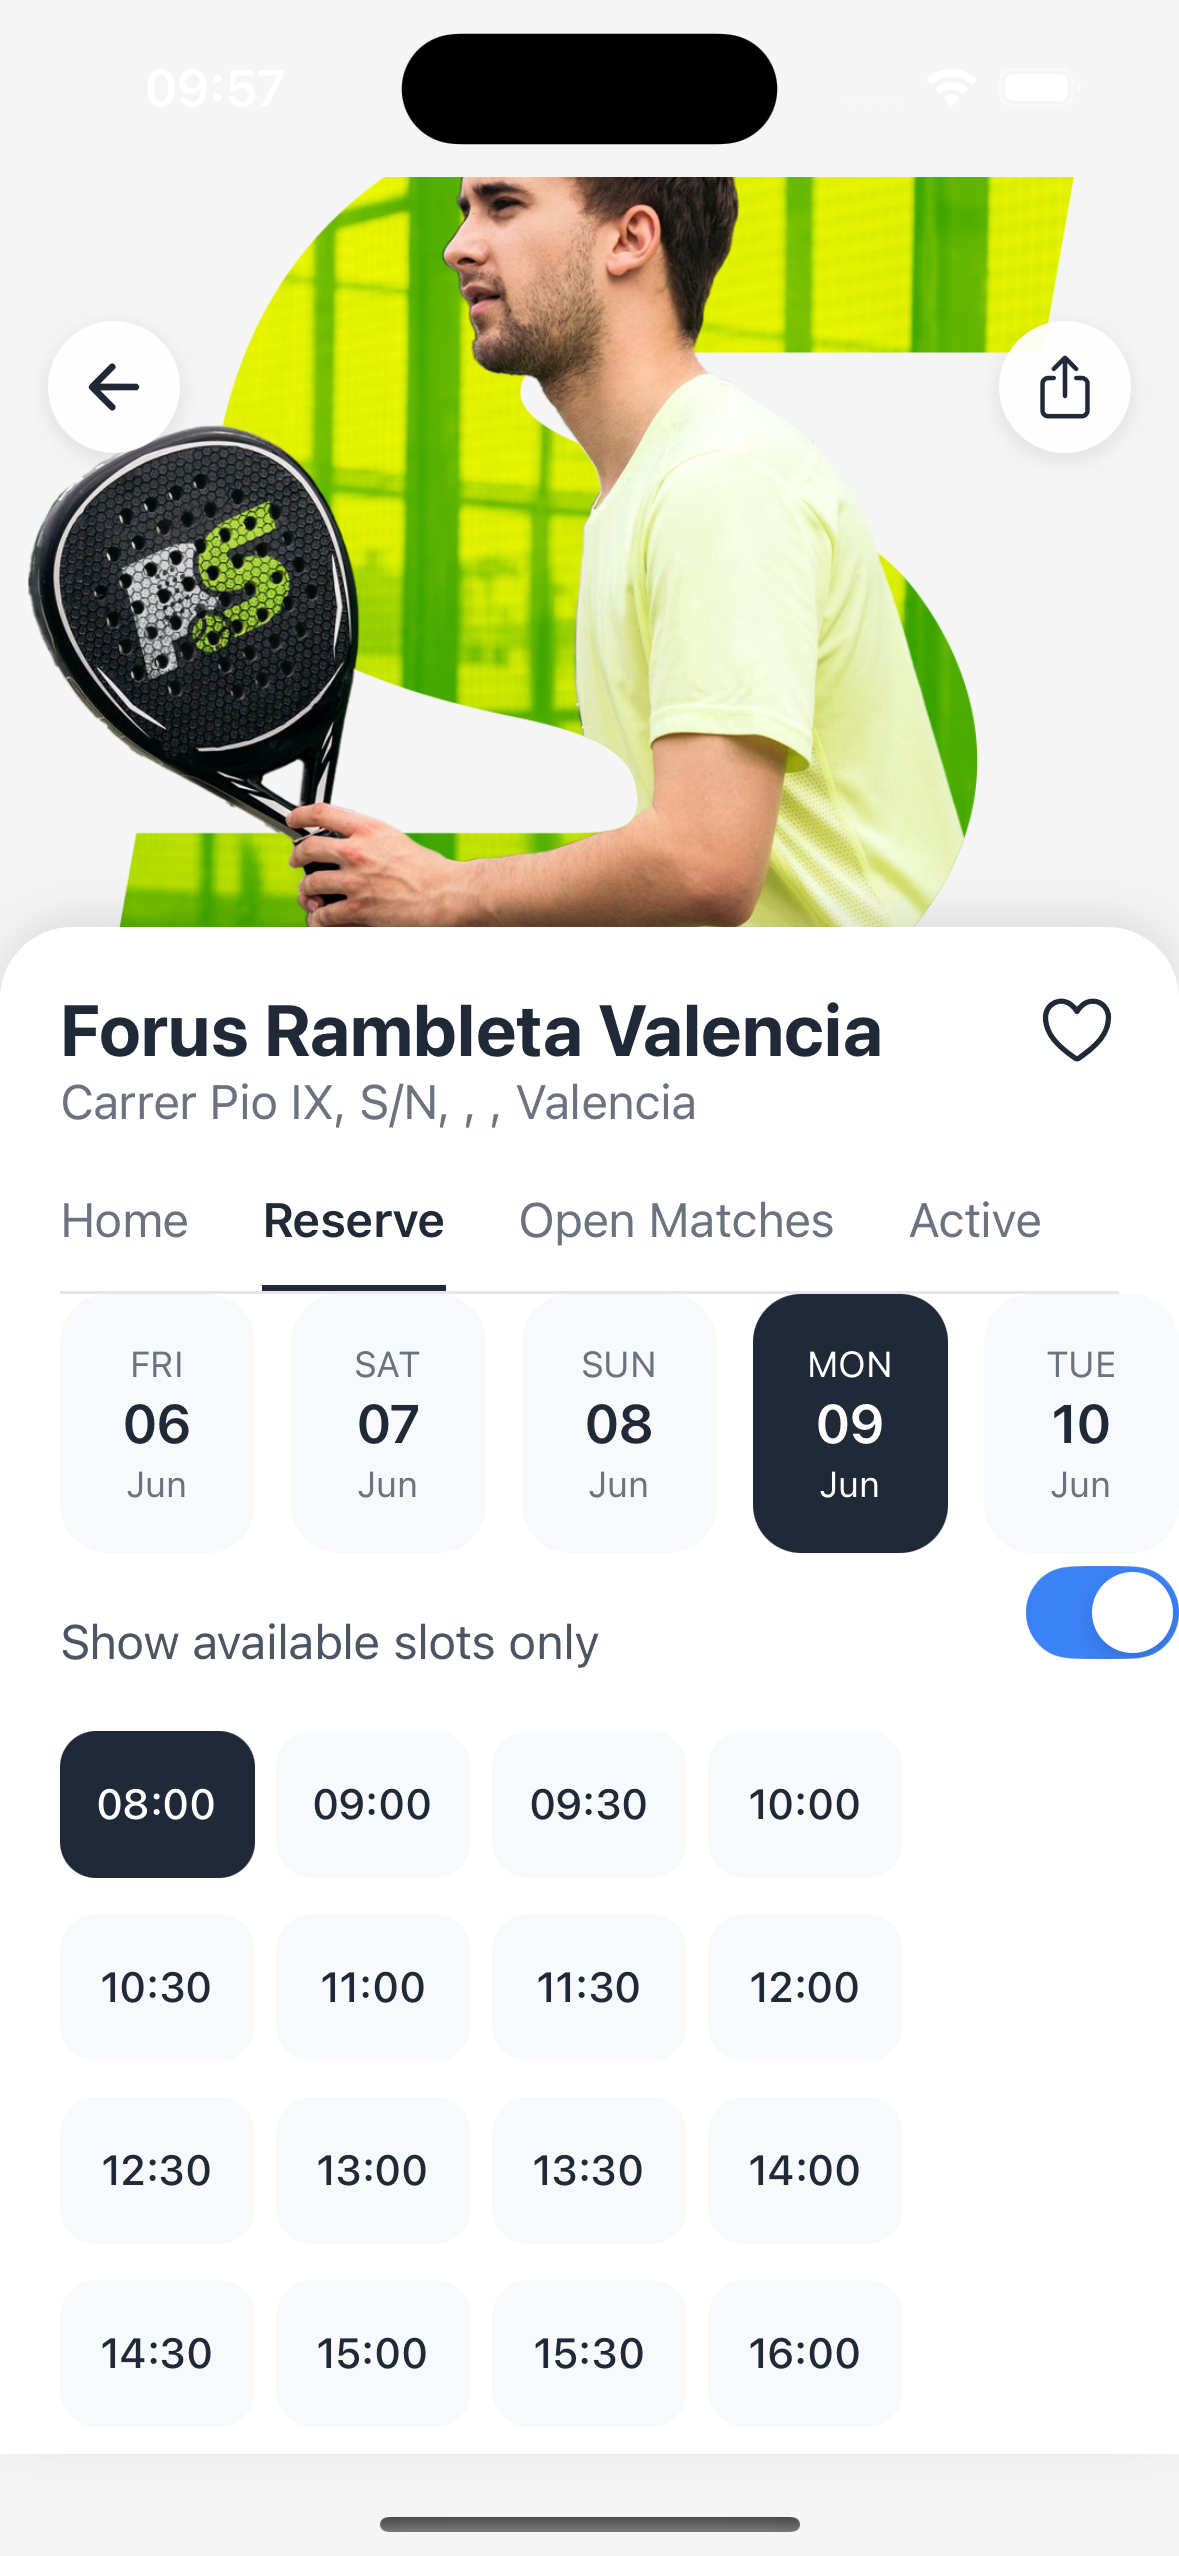 09:57
PS
Forus Rambleta Valencia
Carrer Pio IX, S/N, , , Valencia
Home Reserve Open Matches Active
FRI SAT SUN MON TUE
06 07 08 09 10
Jun Jun Jun Jun Jun
Show available slots only
08:00 09:00 09:30 10:00
10:30 11:00 11:30 12:00
12:30 13:00 13:30 14:00
14:30 15:00 15:30 16:00